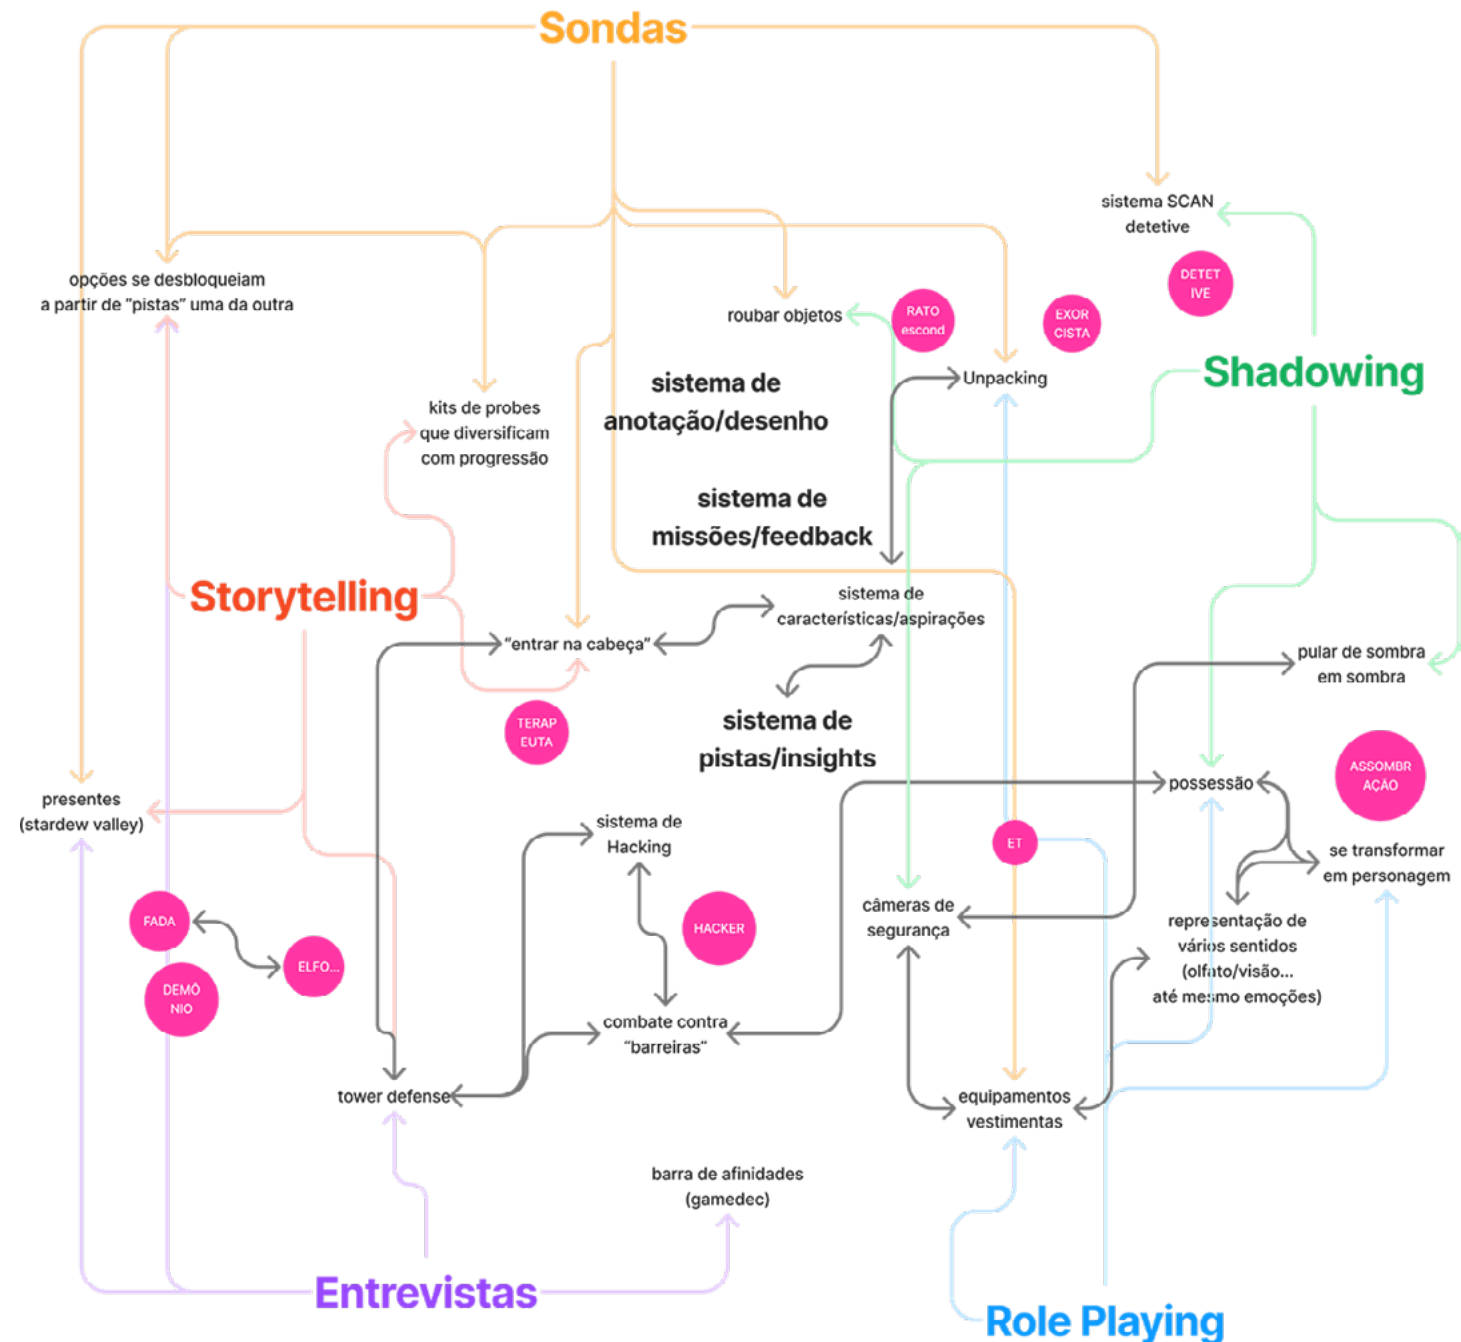 Sondas
sistema SCAN
detetive
DETET
IVE
opções se desbloqueiam
a partir de "pistas" uma da outra
roubar objetos
RATO
escond
EXOR
CISTA
Shadowing
Unpacking
sistema de
anotação/desenho
kits de probes
que diversificam
com progressão
sistema de
missões/feedback
Storytelling
sistema de
características/aspirações
"entrar na cabeça"
pular de sombra
em sombra
TERAP
EUTA
sistema de
pistas/insights
ASSOMBR
AÇÃO
possessão
presentes
(stardew valley)
sistema de
Hacking
ET
se transformar
em personagem
câmeras de
segurança
representação de
vários sentidos
(olfato/visão...
até mesmo emoções)
FADA
HACKER
ELFO...
DEMÔ
NIO
combate contra
"barreiras"
tower defense
equipamentos
vestimentas
barra de afinidades
(gamedec)
Entrevistas
Role Playing